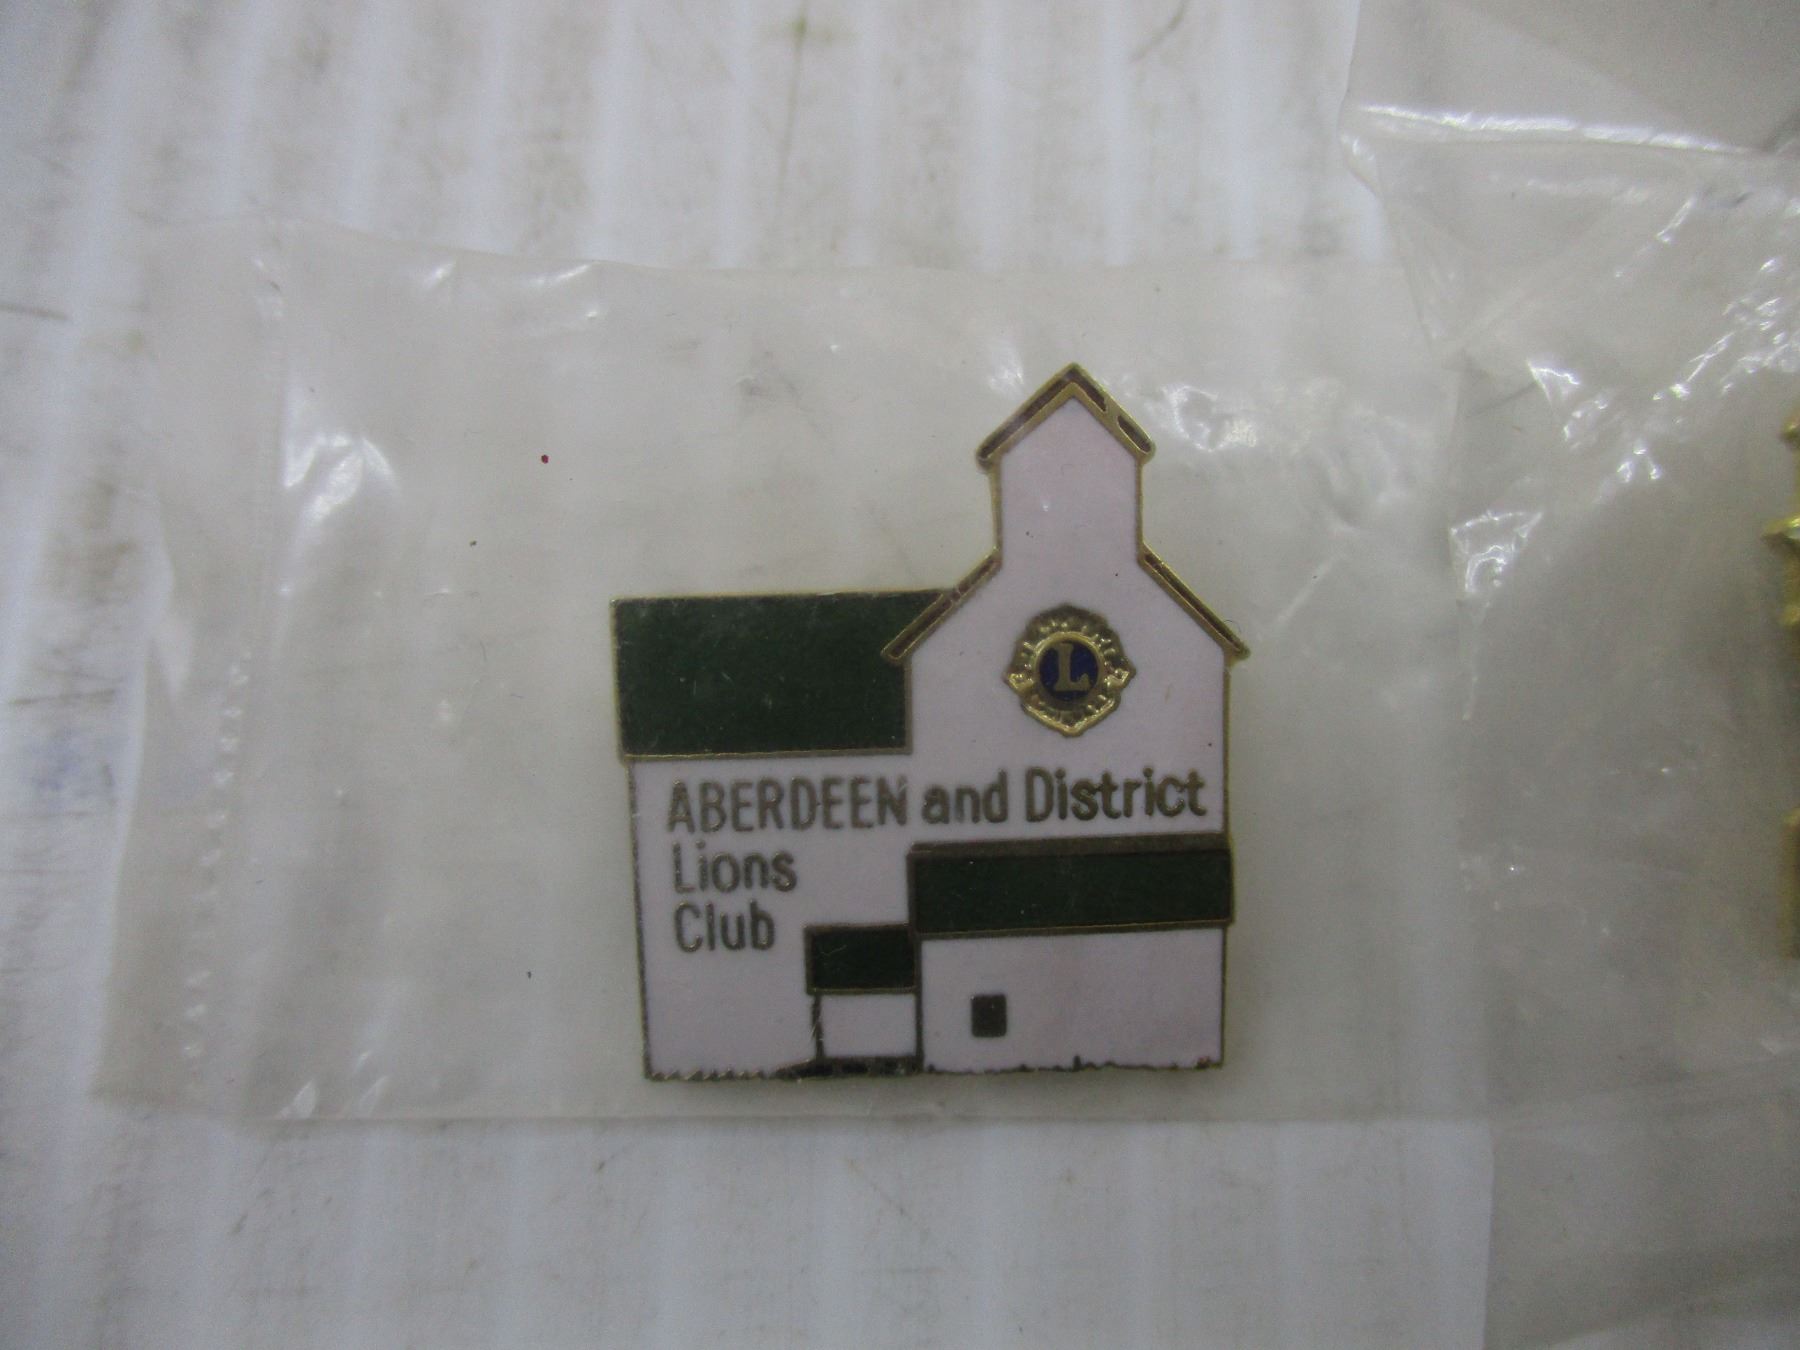 L
ABERDEEN and District
Lions
Club